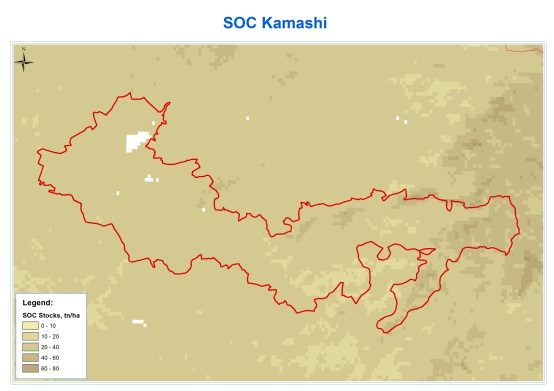 SOC Kamashi
N
Legend:
SOC Stocks, tn/ha
0 - 10
10 - 20
20 - 40
40 - 60
60 - 80